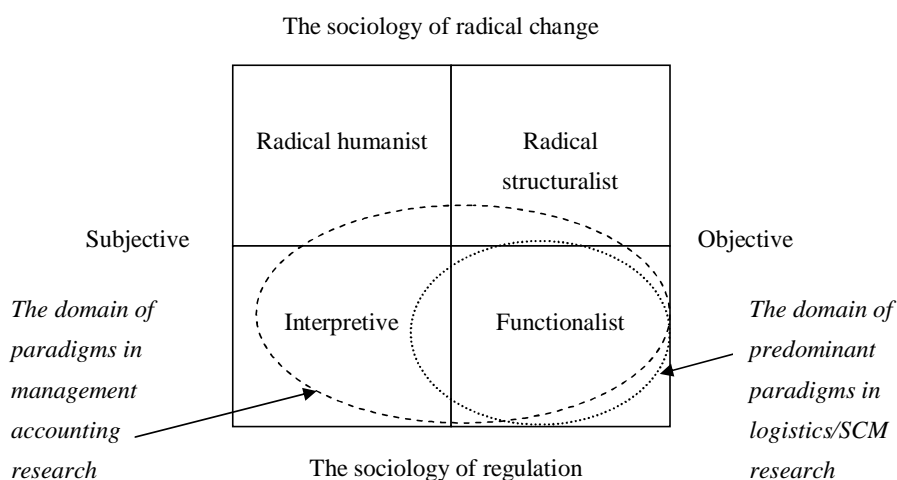 The sociology of radical change
Radical humanist
Radical
structuralist
Subjective
Objective
The domain of
paradigms in
management
accounting
research
Interpretive
Functionalist
The domain of
predominant
paradigms in
logistics/SCM
research
The sociology of regulation